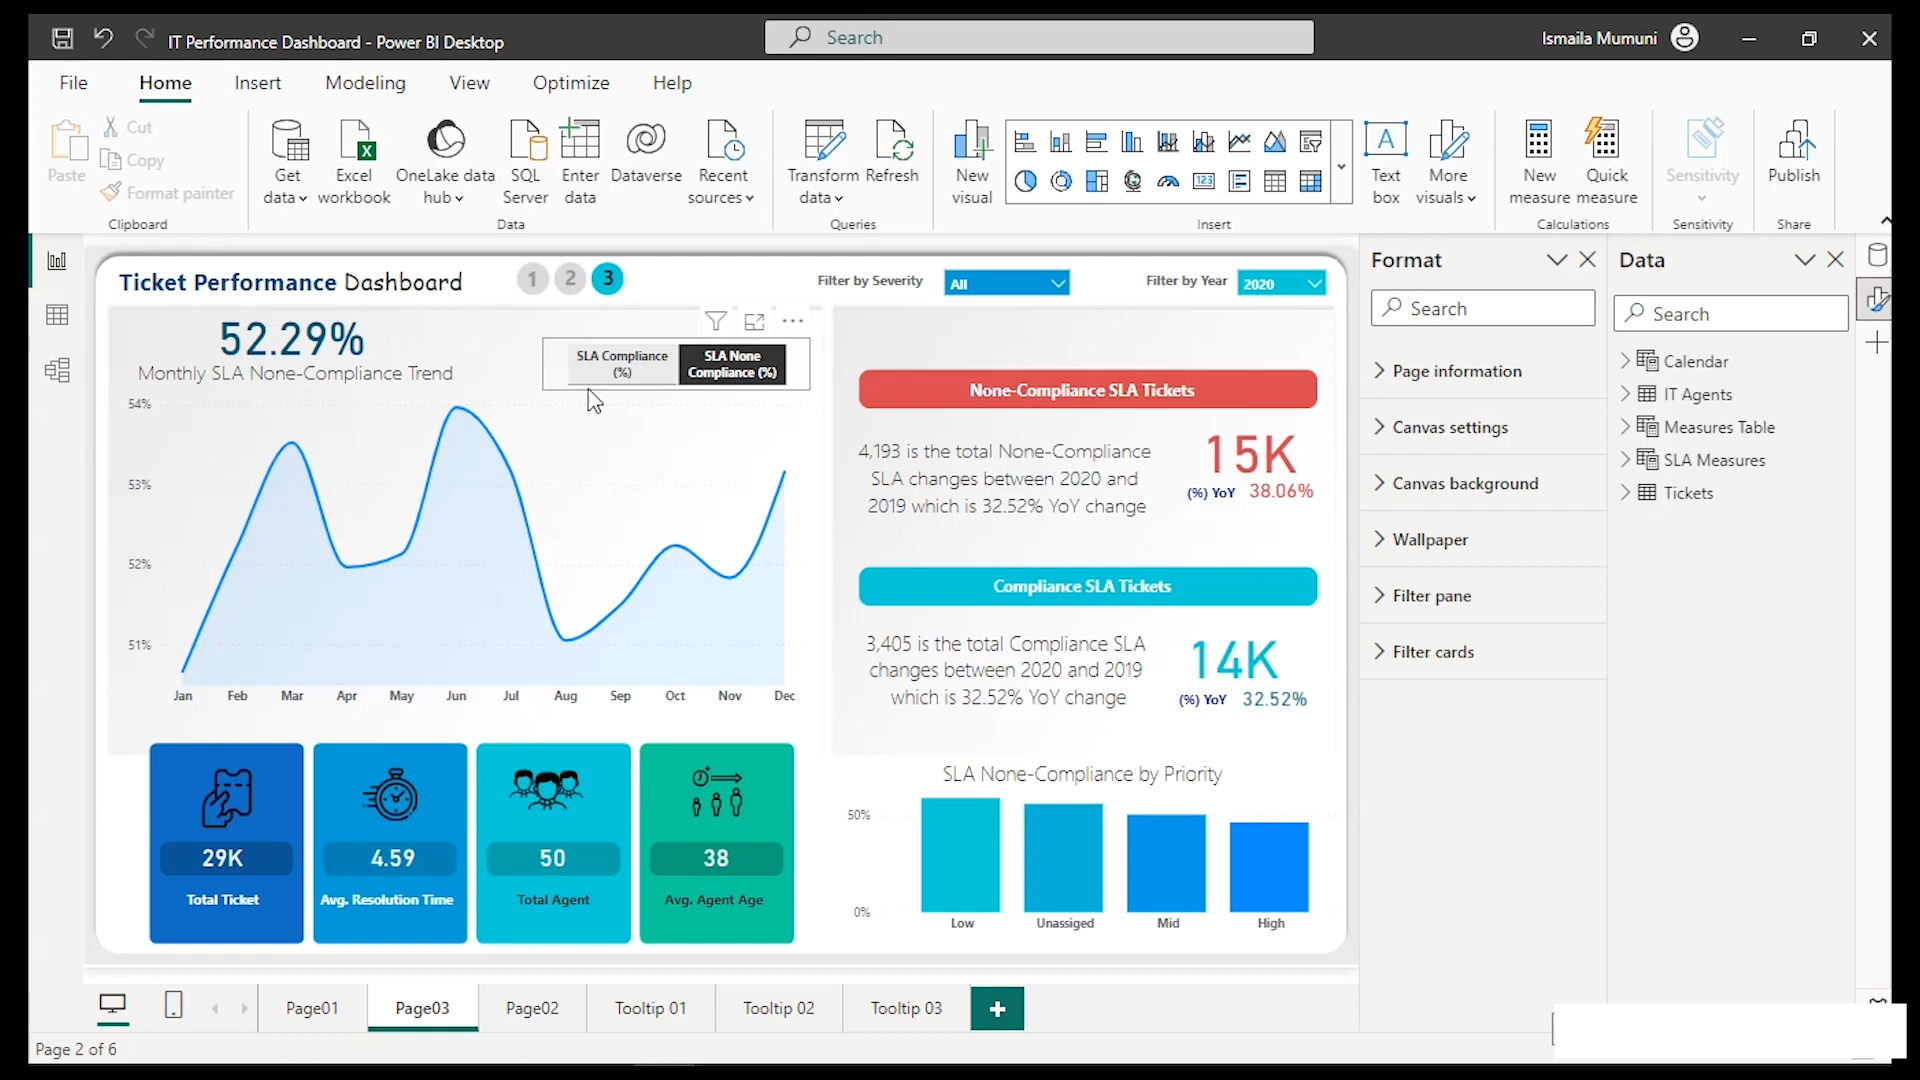 IT Performance Dashboard - Power BI Desktop
Search
Ismaila Mumuni
File
Home
Insert
Modeling
View
Optimize
Help
Paste
Cut
Copy
Format painter
Clipboard
Get
data
Excel
workbook
OneLake data
hub
SQL
Server
Enter
data
Dataverse
Recent
sources
Data
Transform
data
Refresh
Queries
New
visual
Insert
Text
box
More
visuals
New
measure
Quick
measure
Calculations
Sensitivity
Sensitivity
Publish
Share
Ticket Performance Dashboard
1
2
3
Filter by Severity
All
Filter by Year
2020
52.29%
Monthly SLA None-Compliance Trend
SLA Compliance
(%)
SLA None
Compliance (%)
54%
53%
52%
51%
Jan
Feb
Mar
Apr
May
Jun
Jul
Aug
Sep
Oct
Nov
Dec
None-Compliance SLA Tickets
4,193 is the total None-Compliance
SLA changes between 2020 and
2019 which is 32.52% YoY change
15K
(%) YoY 38.06%
Compliance SLA Tickets
3,405 is the total Compliance SLA
changes between 2020 and 2019
which is 32.52% YoY change
14K
(%) YoY 32.52%
29K
Total Ticket
4.59
Avg. Resolution Time
50
Total Agent
38
Avg. Agent Age
SLA None-Compliance by Priority
50%
0%
Low
Unassiged
Mid
High
Format
Search
Page information
Canvas settings
Canvas background
Wallpaper
Filter pane
Filter cards
Data
Search
Calendar
IT Agents
Measures Table
SLA Measures
Tickets
Page01
Page03
Page02
Tooltip 01
Tooltip 02
Tooltip 03
Page 2 of 6